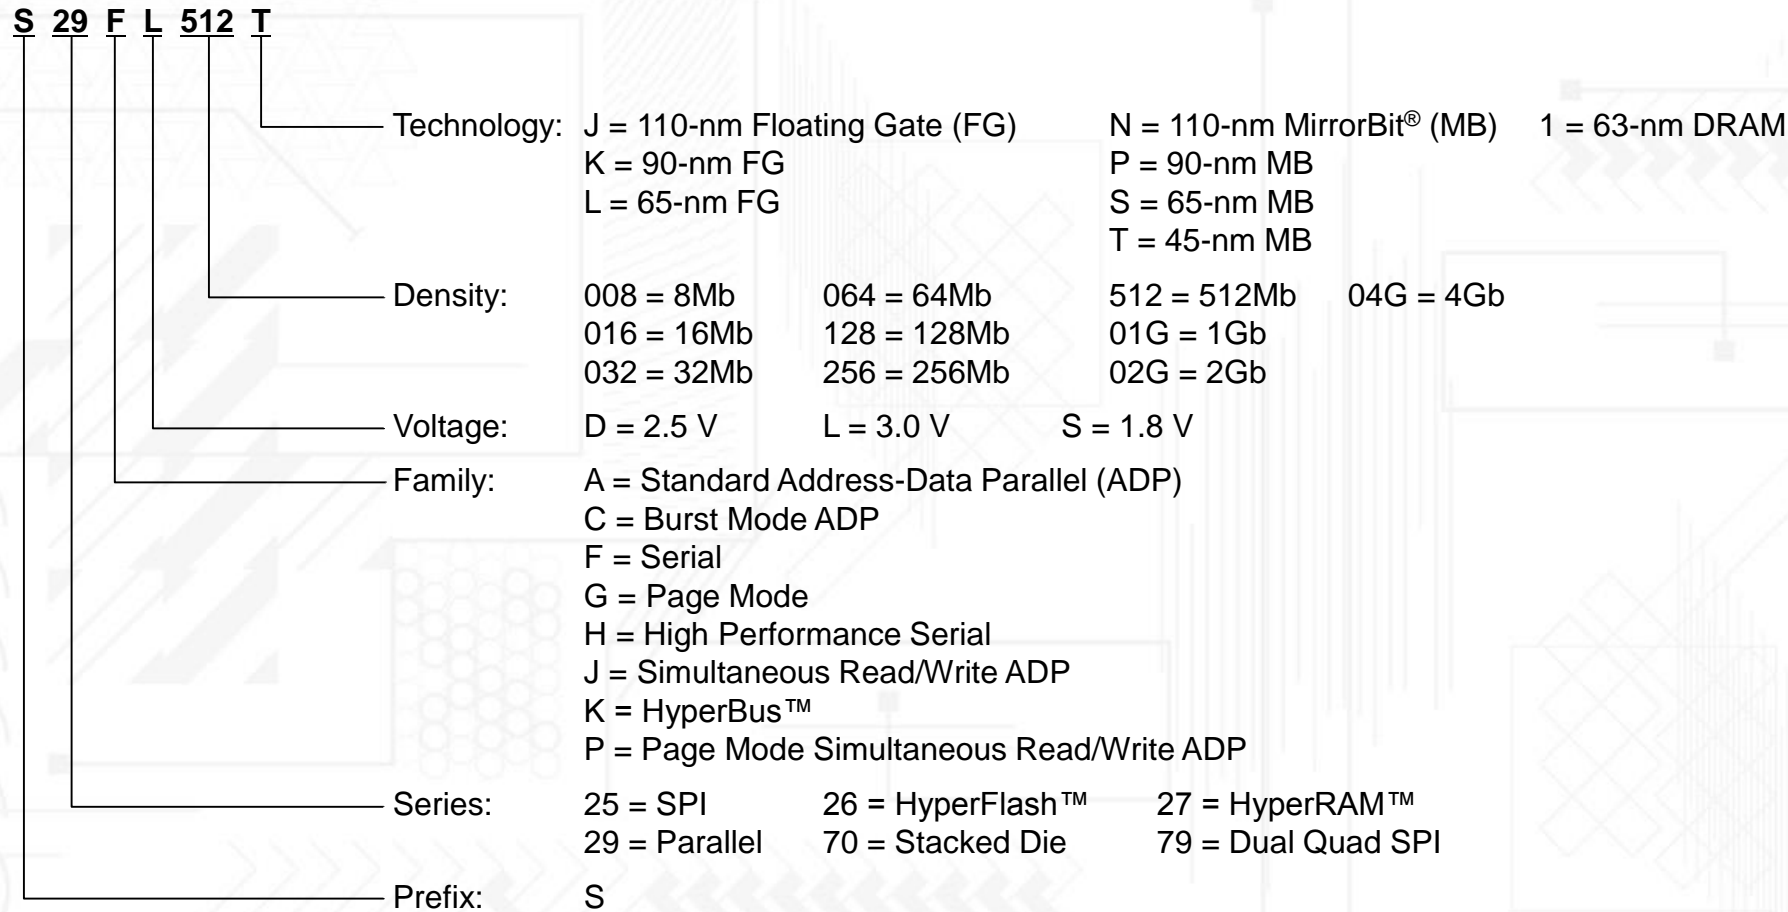 S 29 F L 512 T
Technology: J = 110-nm Floating Gate (FG) N = 110-nm MirrorBit® (MB) 1 = 63-nm DRAM
K = 90-nm FG P = 90-nm MB
L = 65-nm FG S = 65-nm MB
T = 45-nm MB
Density: 008 = 8Mb 064 = 64Mb 512 = 512Mb 04G = 4Gb
016 = 16Mb 128 = 128Mb 01G = 1Gb
032 = 32Mb 256 = 256Mb 02G = 2Gb
Voltage: D = 2.5 V L = 3.0 V S = 1.8 V
Family: A = Standard Address-Data Parallel (ADP)
C = Burst Mode ADP
F = Serial
G = Page Mode
H = High Performance Serial
J = Simultaneous Read/Write ADP
K = HyperBus™
P = Page Mode Simultaneous Read/Write ADP
Series: 25 = SPI 26 = HyperFlash™ 27 = HyperRAM™
29 = Parallel 70 = Stacked Die 79 = Dual Quad SPI
Prefix: S